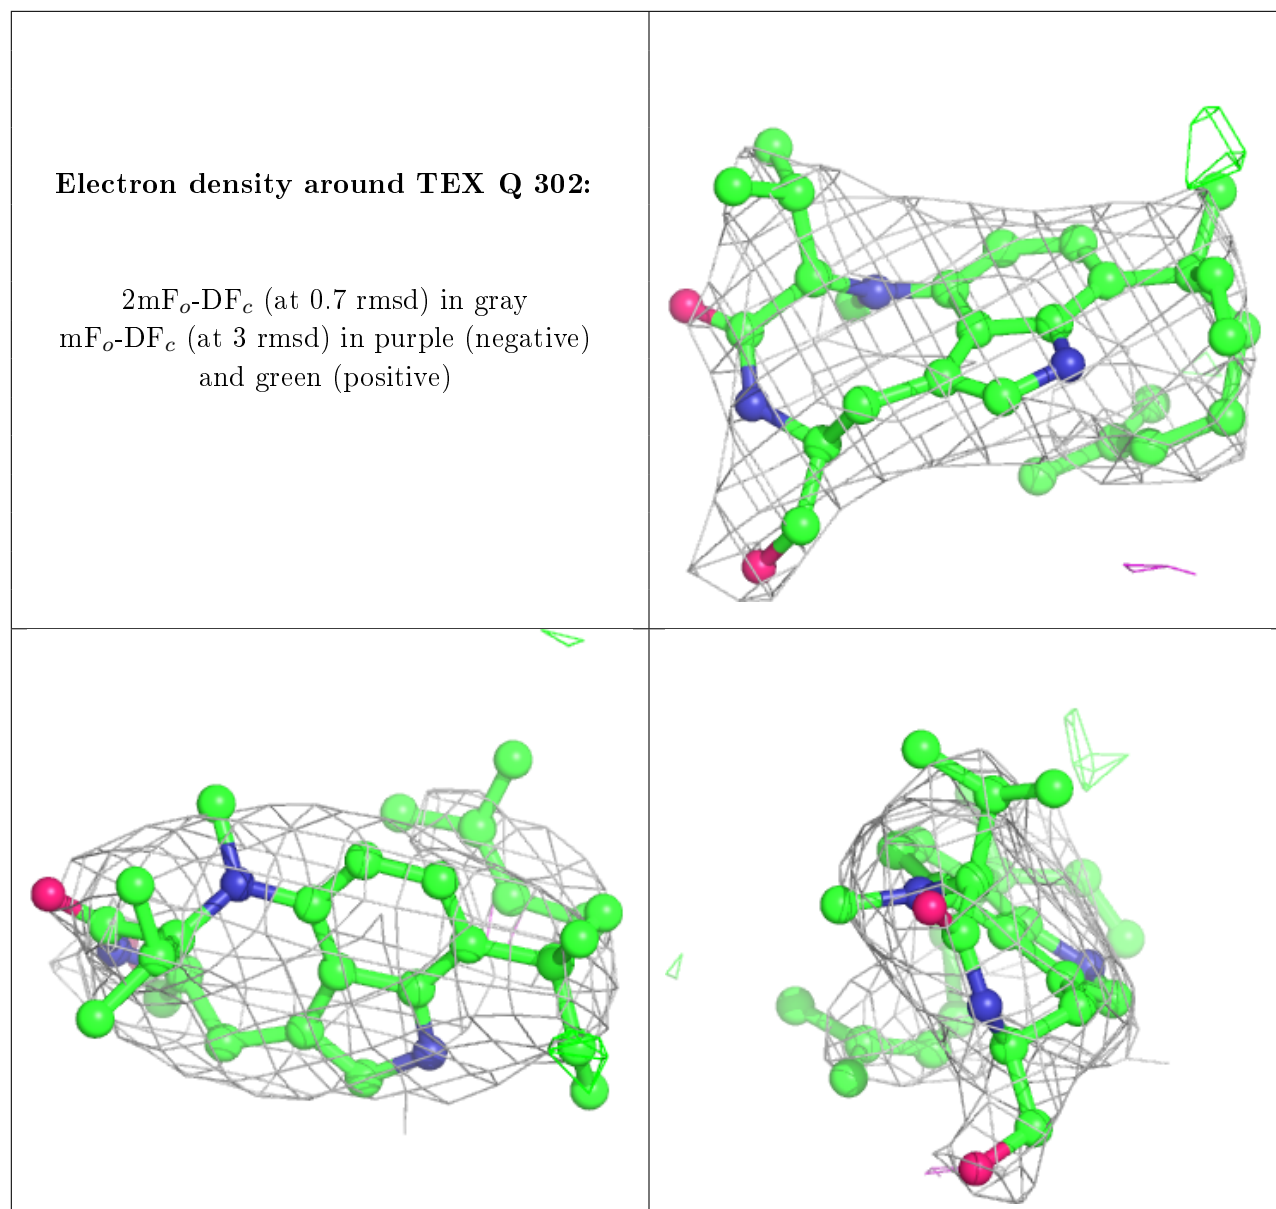 Electron density around TEX Q 302:
2mFₒ-DF𝒸 (at 0.7 rmsd) in gray
mFₒ-DF𝒸 (at 3 rmsd) in purple (negative)
and green (positive)